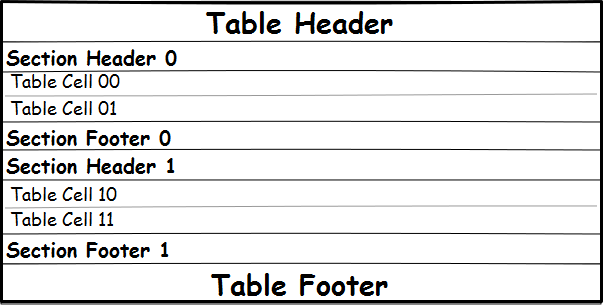 Table Header
Section Header 0
Table Cell 00
Table Cell 01
Section Footer 0
Section Header 1
Table Cell 10
Table Cell 11
Section Footer 1
Table Footer